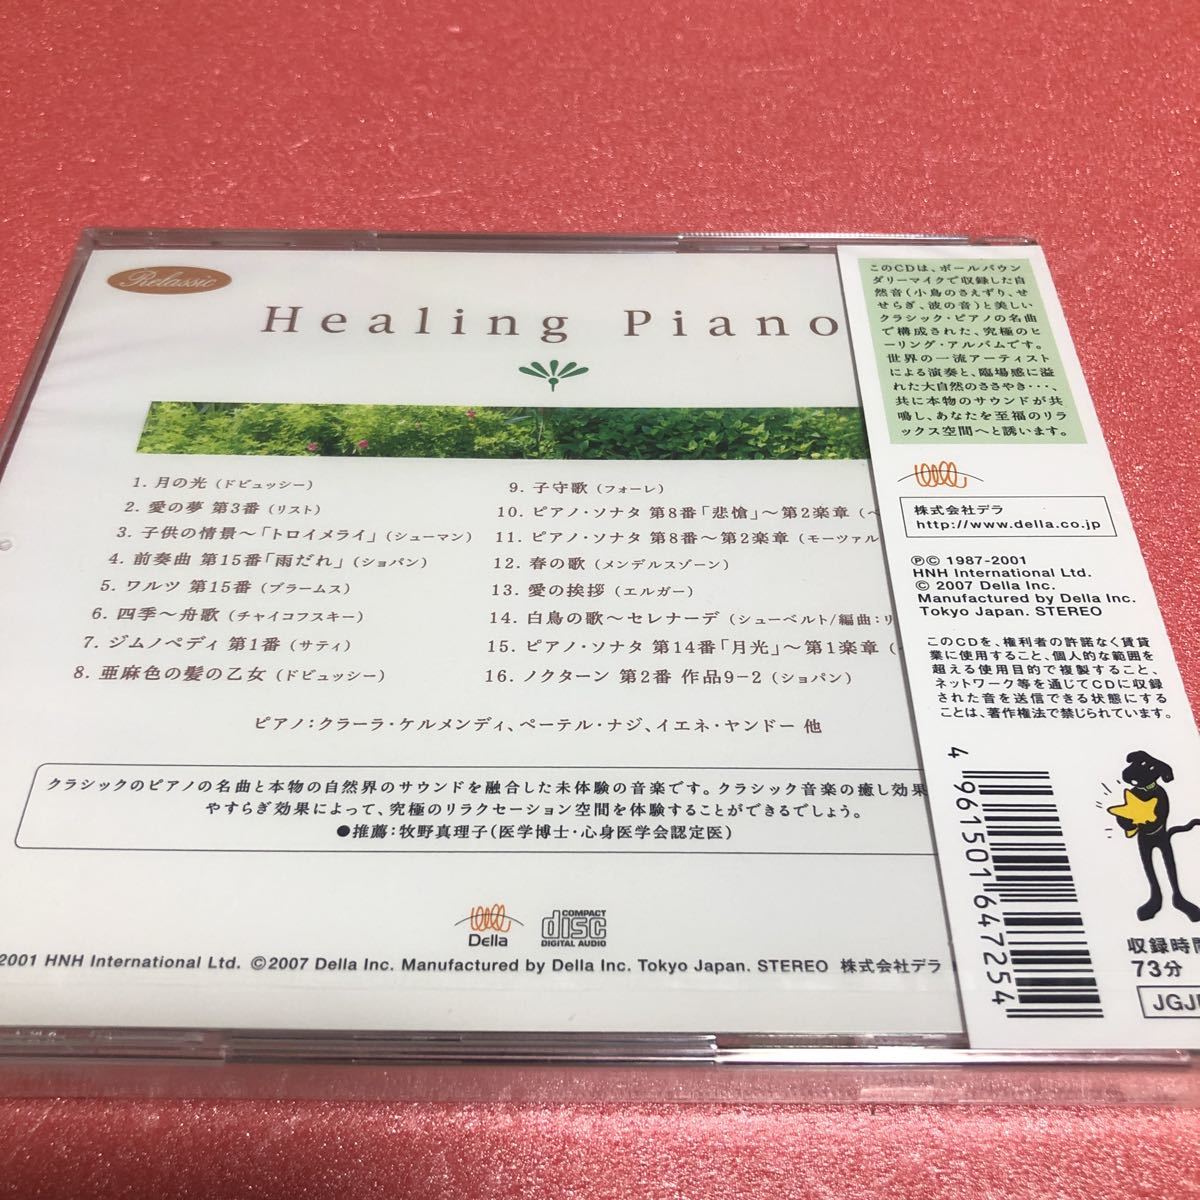 Relassic
Healing Piano
1. 月の光（ドビュッシー）
2. 愛の夢 第3番（リスト）
3. 子供の情景〜「トロイメライ」（シューマン）
4. 前奏曲 第15番「雨だれ」（ショパン）
5. ワルツ 第15番（ブラームス）
6. 四季〜舟歌（チャイコフスキー）
7. ジムノペディ 第1番（サティ）
8. 亜麻色の髪の乙女（ドビュッシー）
9. 子守歌（フォーレ）
10. ピアノ・ソナタ 第8番「悲愴」〜第2楽章（
11. ピアノ・ソナタ 第8番〜第2楽章（モーツァル
12. 春の歌（メンデルスゾーン）
13. 愛の挨拶（エルガー）
14. 白鳥の歌〜セレナーデ（シューベルト/編曲：リ
15. ピアノ・ソナタ 第14番「月光」〜第1楽章（
16. ノクターン 第2番 作品9-2（ショパン）
ピアノ：クラーラ・ケルメンディ、ペーテル・ナジ、イエネ・ヤンドー 他
クラシックのピアノの名曲と本物の自然界のサウンドを融合した未体験の音楽です。クラシック音楽の癒し効果
やすらぎ効果によって、究極のリラクセーション空間を体験することができるでしょう。
●推薦：牧野真理子（医学博士・心身医学会認定医）
Della
COMPACT
disc
DIGITAL AUDIO
2001 HNH International Ltd. ©2007 Della Inc. Manufactured by Della Inc. Tokyo Japan. STEREO 株式会社デラ
このCDは、ボールバウン
ダリーマイクで収録した自
然音（小鳥のさえずり、せ
せらぎ、波の音）と美しい
クラシック・ピアノの名曲
で構成された、究極のヒ
ーリング・アルバムです。
世界の一流アーティスト
による演奏と、臨場感に溢
れた大自然のささやき・・・、
共に本物のサウンドが共
鳴し、あなたを至福のリラ
ックス空間へと誘います。
株式会社デラ
http://www.della.co.jp
℗© 1987-2001
HNH International Ltd.
© 2007 Della Inc.
Manufactured by Della Inc.
Tokyo Japan. STEREO
このCDを、権利者の許諾なく賃貸
業に使用すること、個人的な範囲を
超える使用目的で複製すること、
ネットワーク等を通じてCDに収録
された音を送信できる状態にする
ことは、著作権法で禁じられています。
4 961501 647254
収録時間
73分